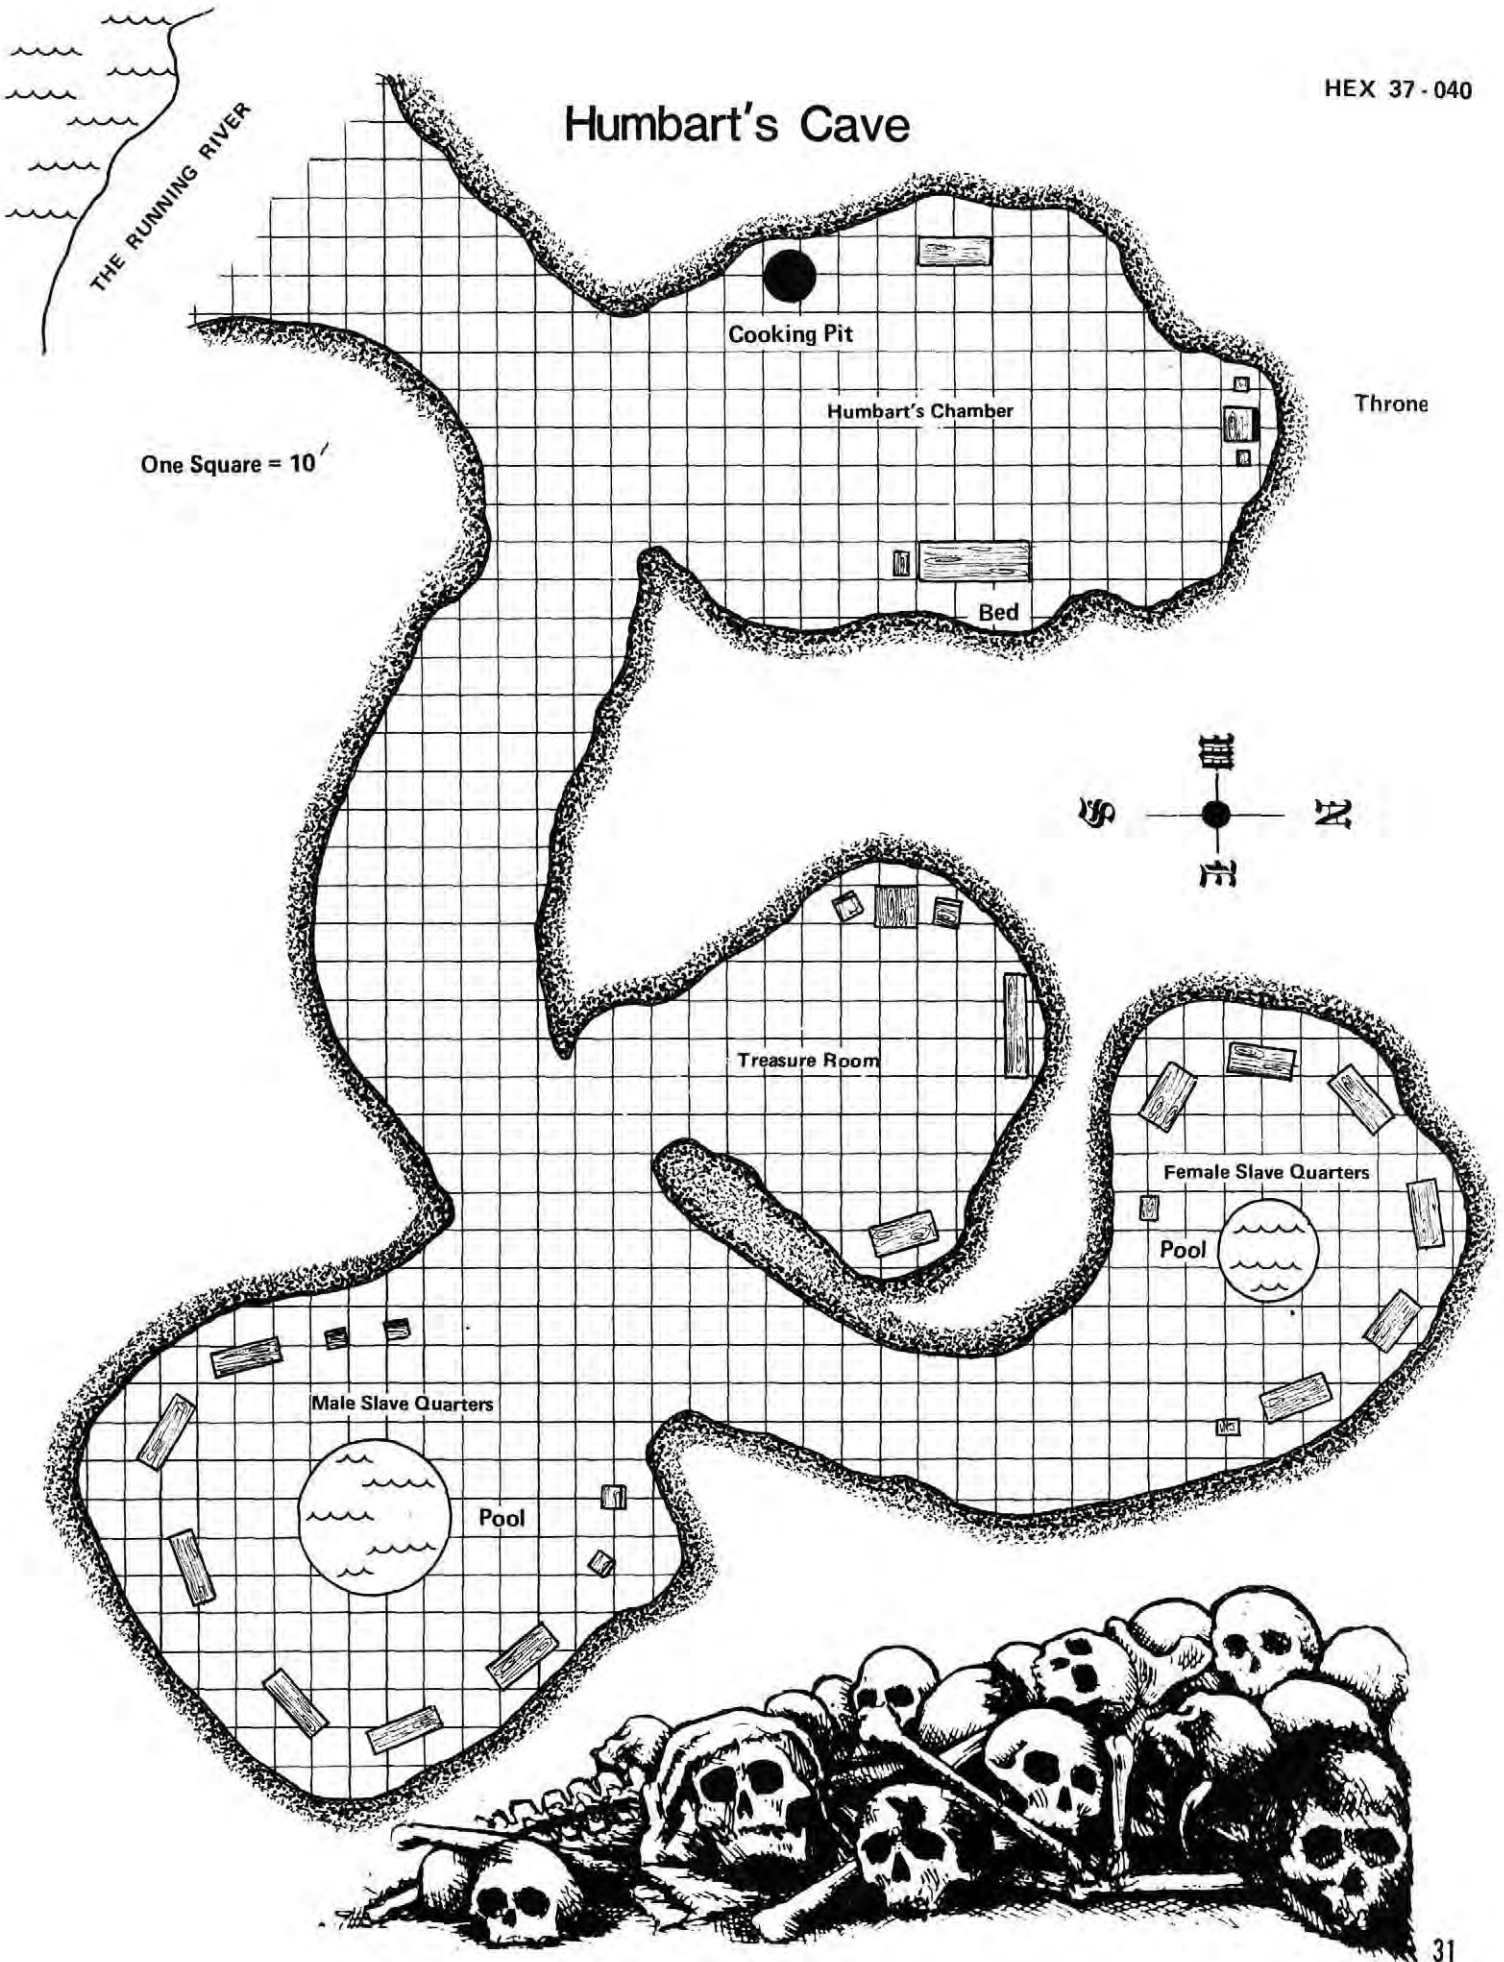 HEX 37-040
Humbart's Cave
THE RUNNING RIVER
Cooking Pit
Humbart's Chamber
Throne
One Square = 10′
Bed
W
S
N
E
Treasure Room
Female Slave Quarters
Pool
Male Slave Quarters
Pool
31